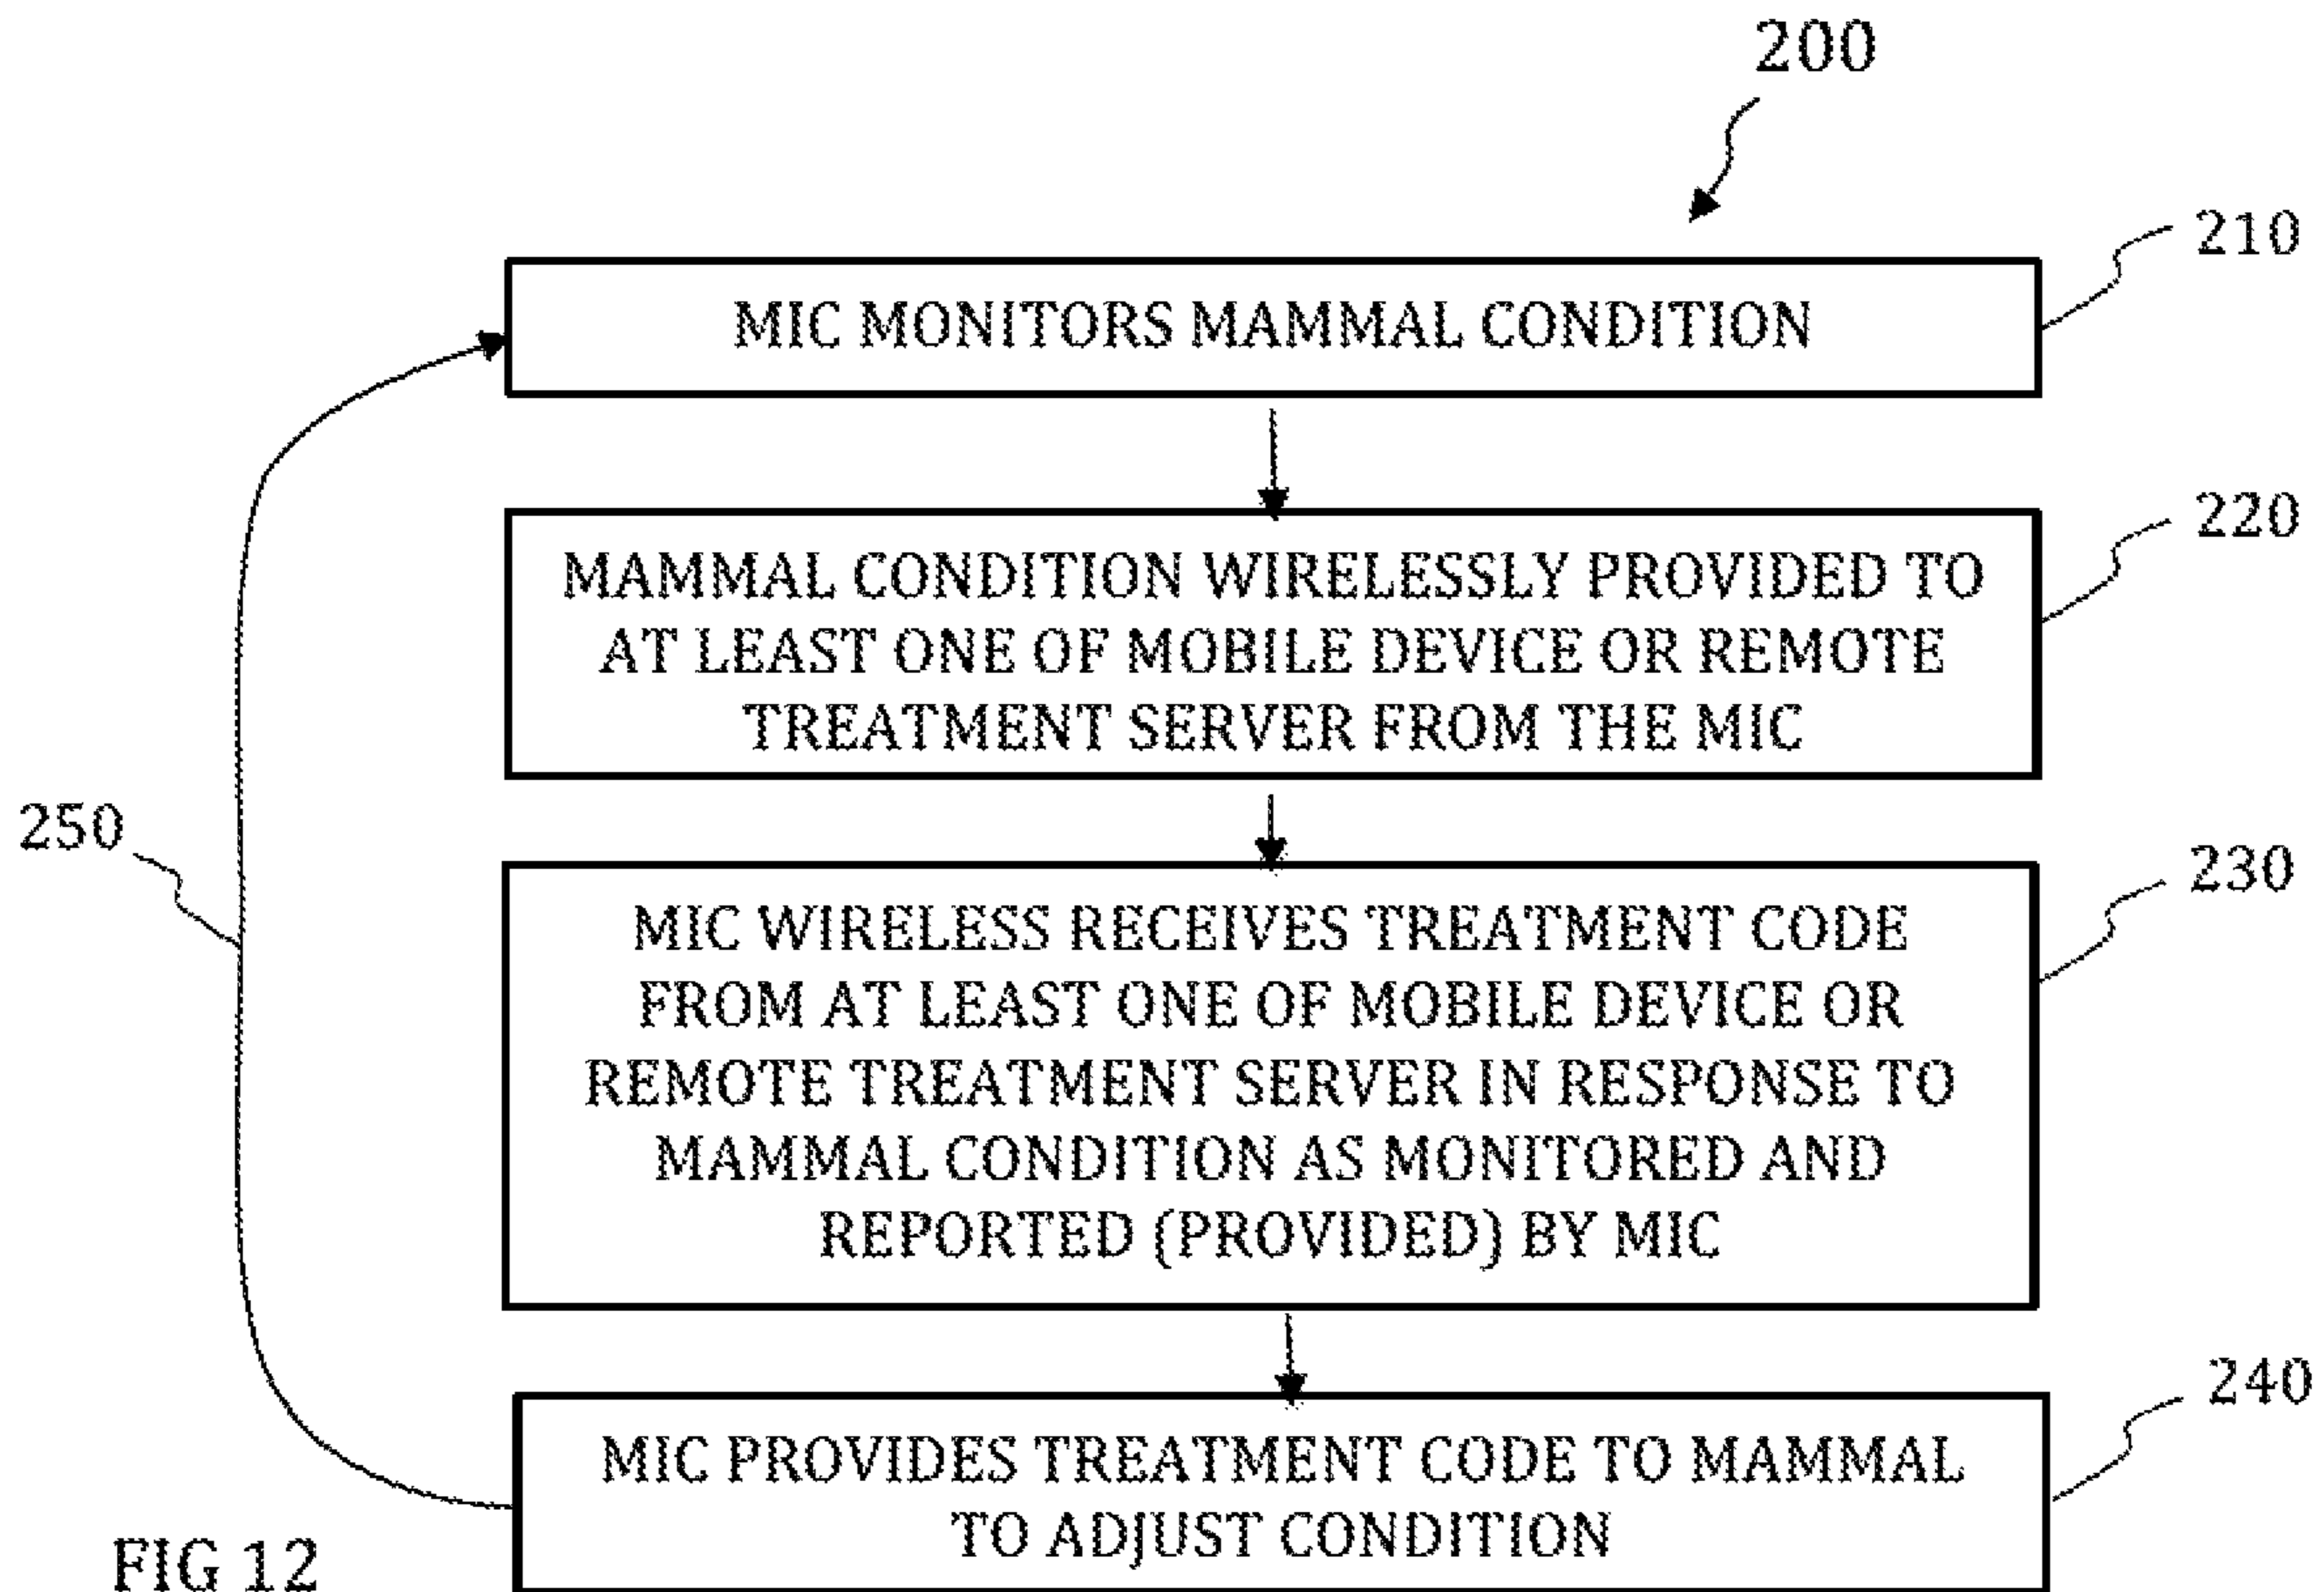 200
MIC MONITORS MAMMAL CONDITION
210
MAMMAL CONDITION WIRELESSLY PROVIDED TO
AT LEAST ONE OF MOBILE DEVICE OR REMOTE
TREATMENT SERVER FROM THE MIC
220
250
MIC WIRELESS RECEIVES TREATMENT CODE
FROM AT LEAST ONE OF MOBILE DEVICE OR
REMOTE TREATMENT SERVER IN RESPONSE TO
MAMMAL CONDITION AS MONITORED AND
REPORTED (PROVIDED) BY MIC
230
MIC PROVIDES TREATMENT CODE TO MAMMAL
TO ADJUST CONDITION
240
FIG 12